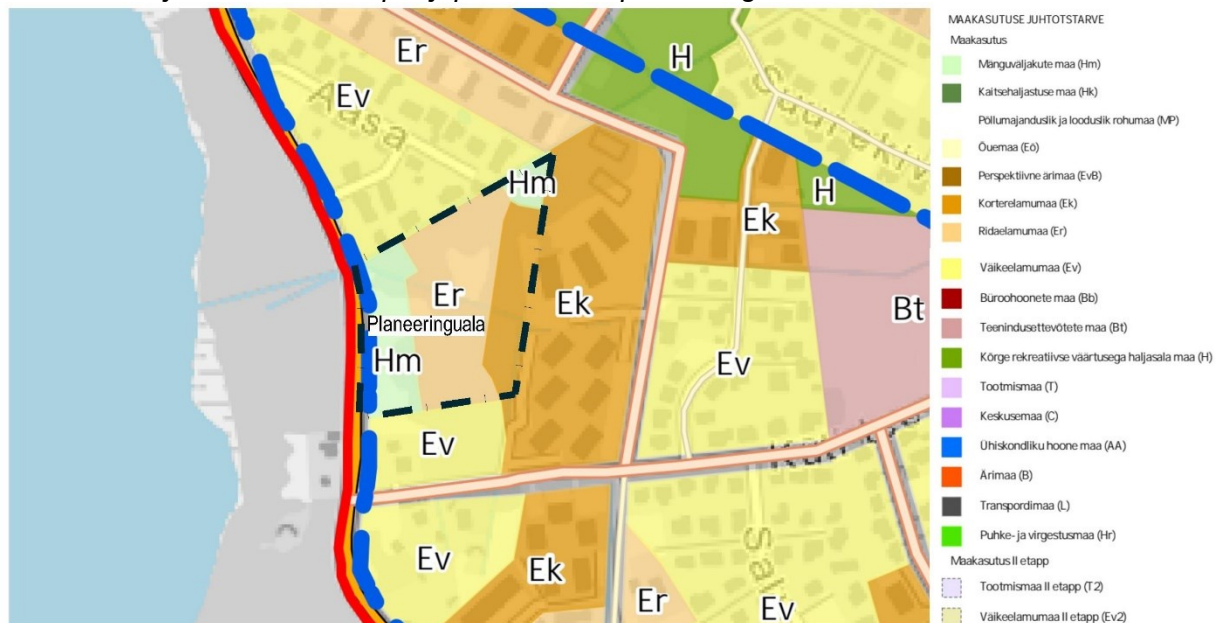 MAAKASUTUSE JUHTOTSTARVE
Maakasutus
Mänguväljakute maa (Hm)
Kaitsehaljastuse maa (Hk)
Põllumajanduslik ja looduslik rohumaa (MP)
Õuemaa (Eõ)
Perspektiivne ärimaa (EvB)
Korterelamumaa (Ek)
Ridaelamumaa (Er)
Väikeelamumaa (Ev)
Büroohoonete maa (Bb)
Teenindusettevõtete maa (Bt)
Kõrge rekreatiivse väärtusega haljasala maa (H)
Tootmismaa (T)
Keskusemaa (C)
Ühiskondliku hoone maa (AA)
Ärimaa (B)
Transpordimaa (L)
Puhke- ja virgestusmaa (Hr)
Maakasutus II etapp
Tootmismaa II etapp (T2)
Väikeelamumaa II etapp (Ev2)
Er
H
Ev
Aasa
Suurekivi
Hm
H
Ek
Er
Ek
Bt
Planeeringuala
Hm
Ev
Ev
Ev
Ek
Er
Ev